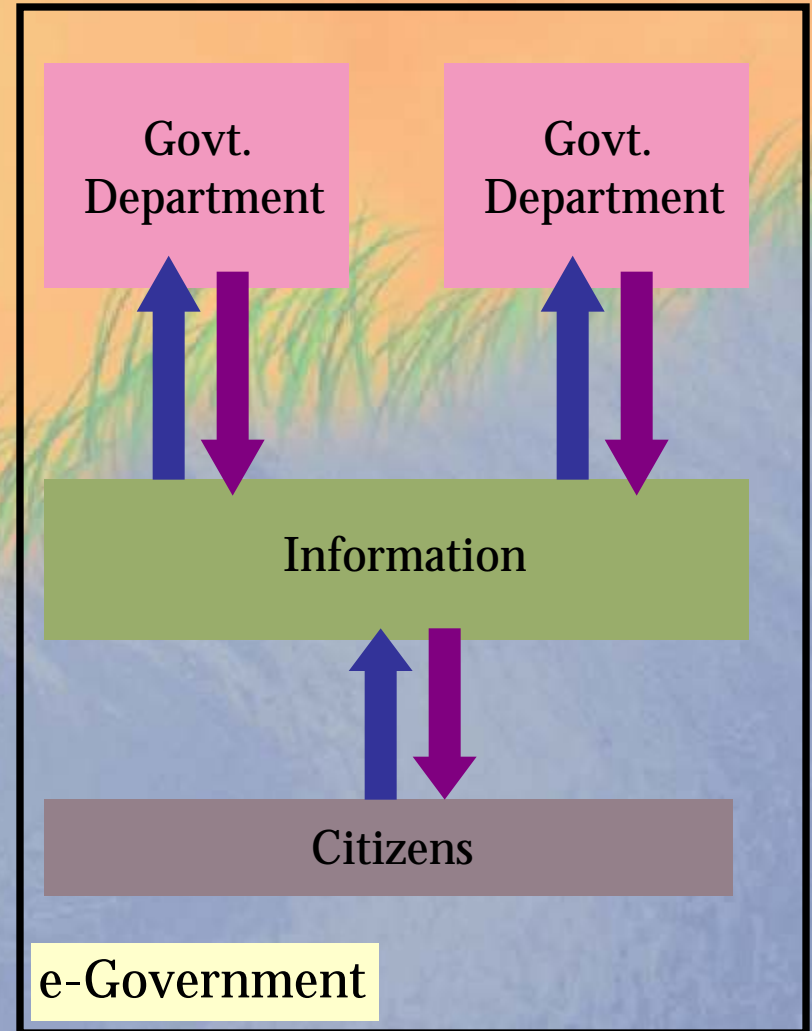 Govt.
Department
Govt.
Department
Information
Citizens
e-Government